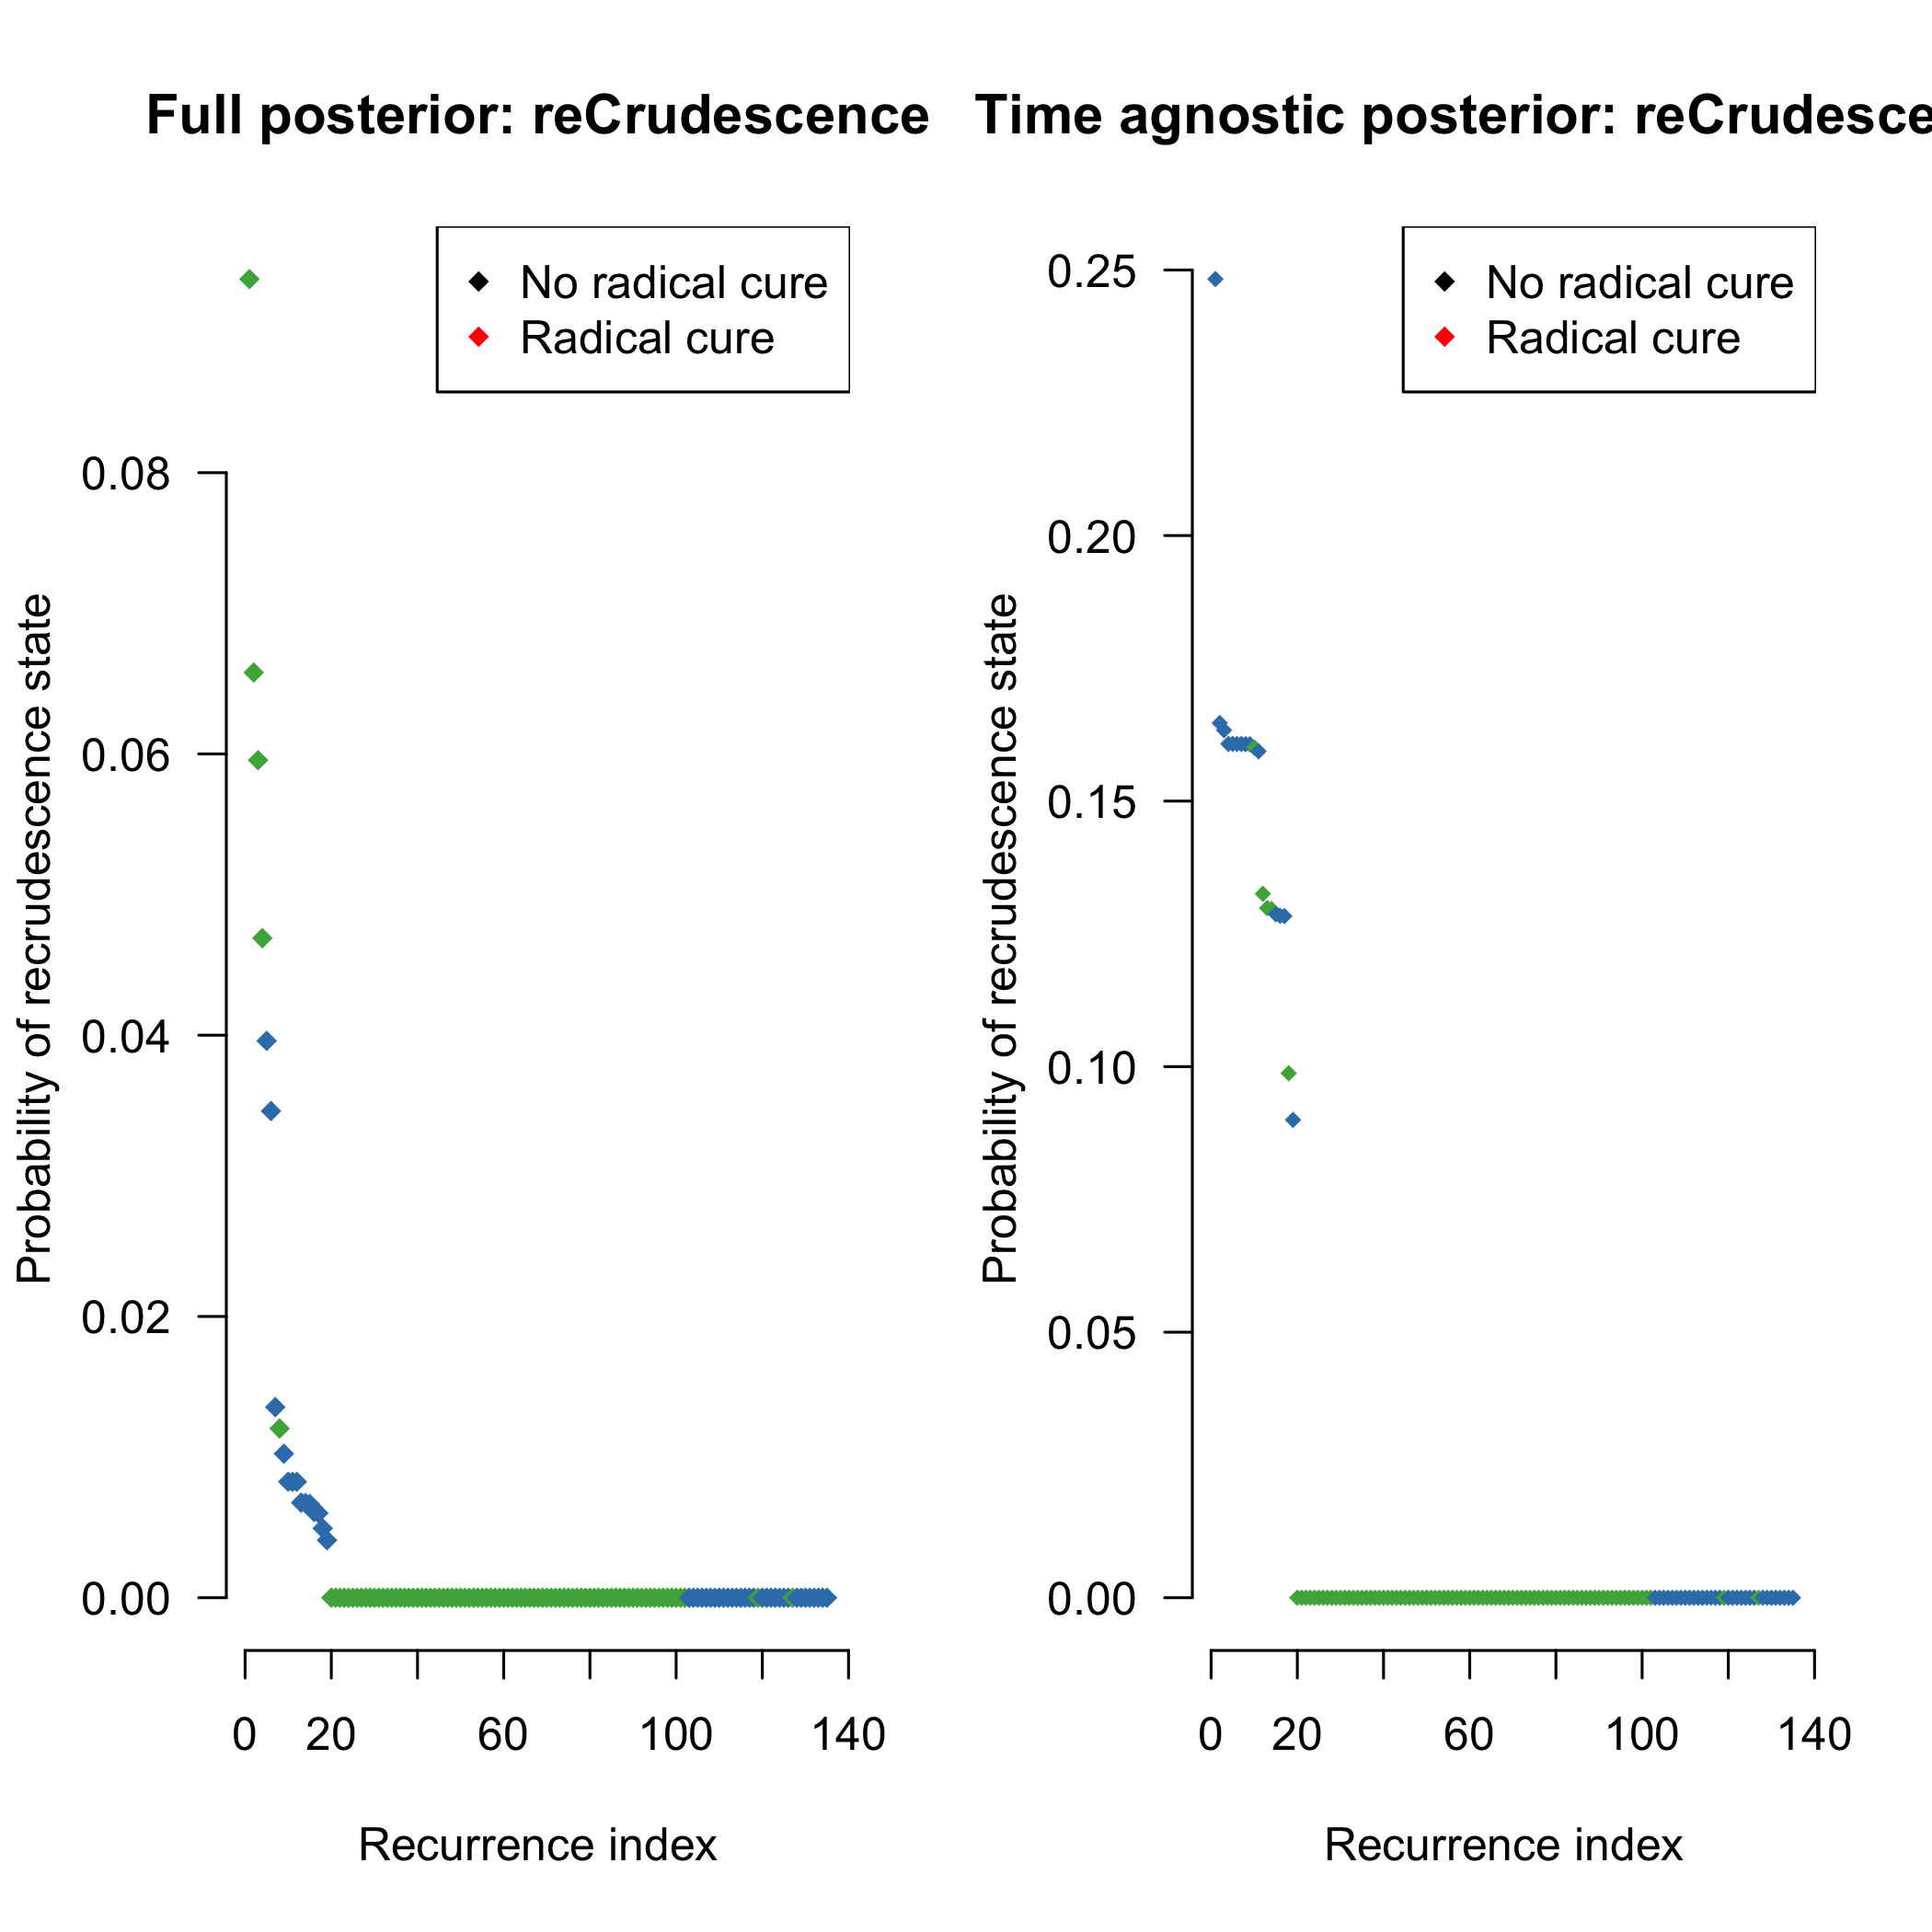 Full posterior: reCrudescence
No radical cure
Radical cure
0.08
0.06
0.04
0.02
0.00
Probability of recrudescence state
0 20 60 100 140
Recurrence index
Time agnostic posterior: reCrudesce
No radical cure
Radical cure
0.25
0.20
0.15
0.10
0.05
0.00
Probability of recrudescence state
0 20 60 100 140
Recurrence index